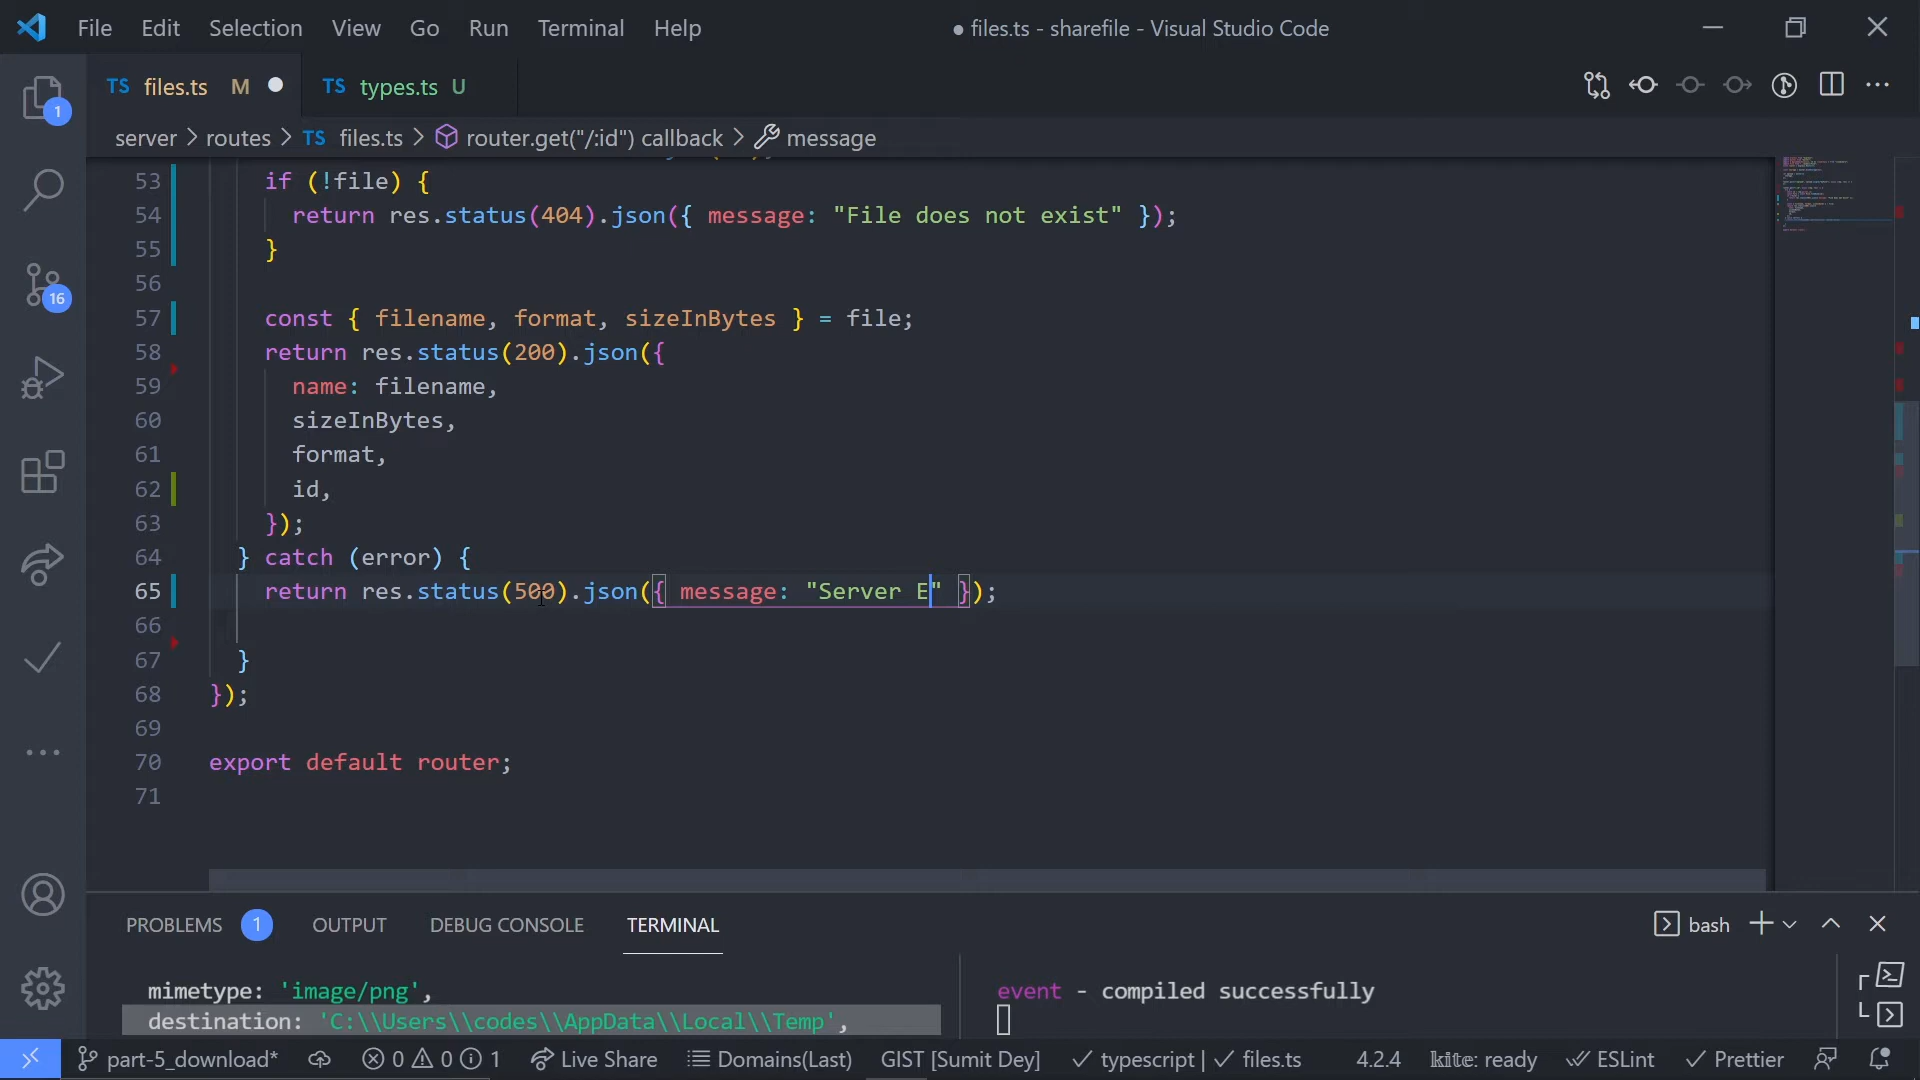 File Edit Selection View Go Run Terminal Help ● files.ts - sharefile - Visual Studio Code
TS files.ts M ● TS types.ts U
server > routes > TS files.ts > router.get("/:id") callback > message
53 if (!file) {
54 return res.status(404).json({ message: "File does not exist" });
55 }
56
57 const { filename, format, sizeInBytes } = file;
58 return res.status(200).json({
59 name: filename,
60 sizeInBytes,
61 format,
62 id,
63 });
64 } catch (error) {
65 return res.status(500).json({ message: "Server E" });
66
67 }
68 });
69
70 export default router;
71
1
16
PROBLEMS 1 OUTPUT DEBUG CONSOLE TERMINAL bash
mimetype: 'image/png',
destination: 'C:\\Users\\codes\\AppData\\Local\\Temp',
event - compiled successfully
part-5_download* 0 0 1 Live Share Domains(Last) GIST [Sumit Dey] typescript | files.ts 4.2.4 kite: ready ESLint Prettier